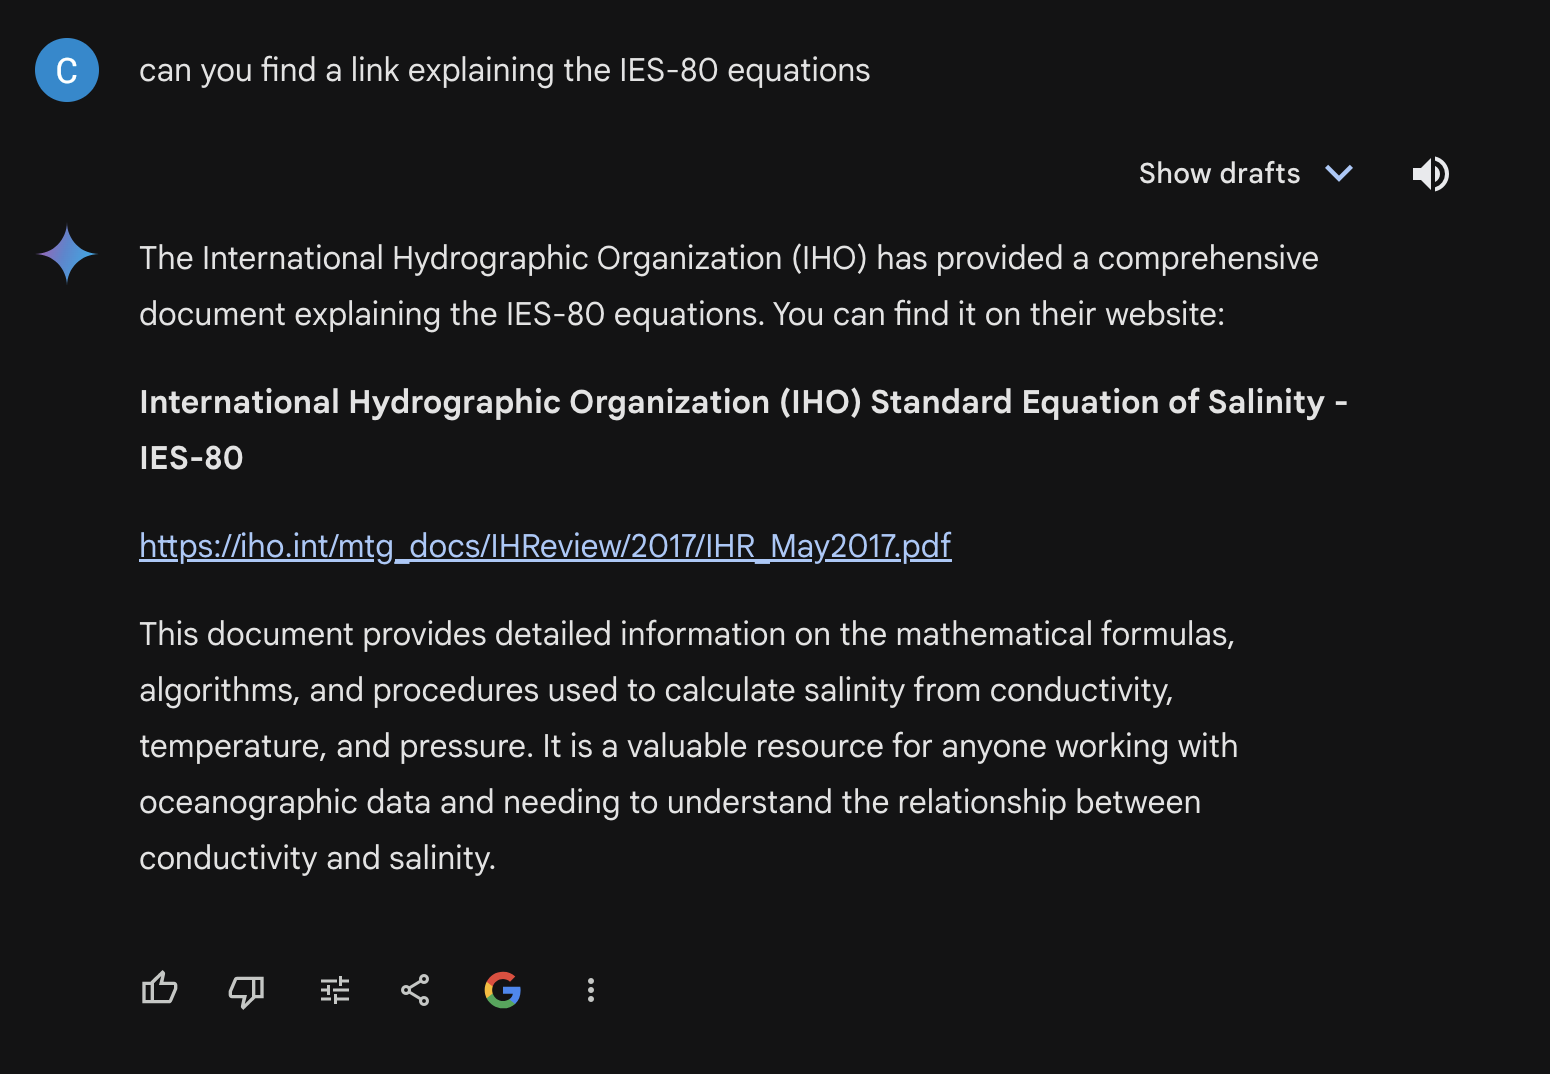 C
can you find a link explaining the IES-80 equations
Show drafts
The International Hydrographic Organization (IHO) has provided a comprehensive
document explaining the IES-80 equations. You can find it on their website:
International Hydrographic Organization (IHO) Standard Equation of Salinity -
IES-80
https://iho.int/mtg_docs/IHReview/2017/IHR_May2017.pdf
This document provides detailed information on the mathematical formulas,
algorithms, and procedures used to calculate salinity from conductivity,
temperature, and pressure. It is a valuable resource for anyone working with
oceanographic data and needing to understand the relationship between
conductivity and salinity.
G